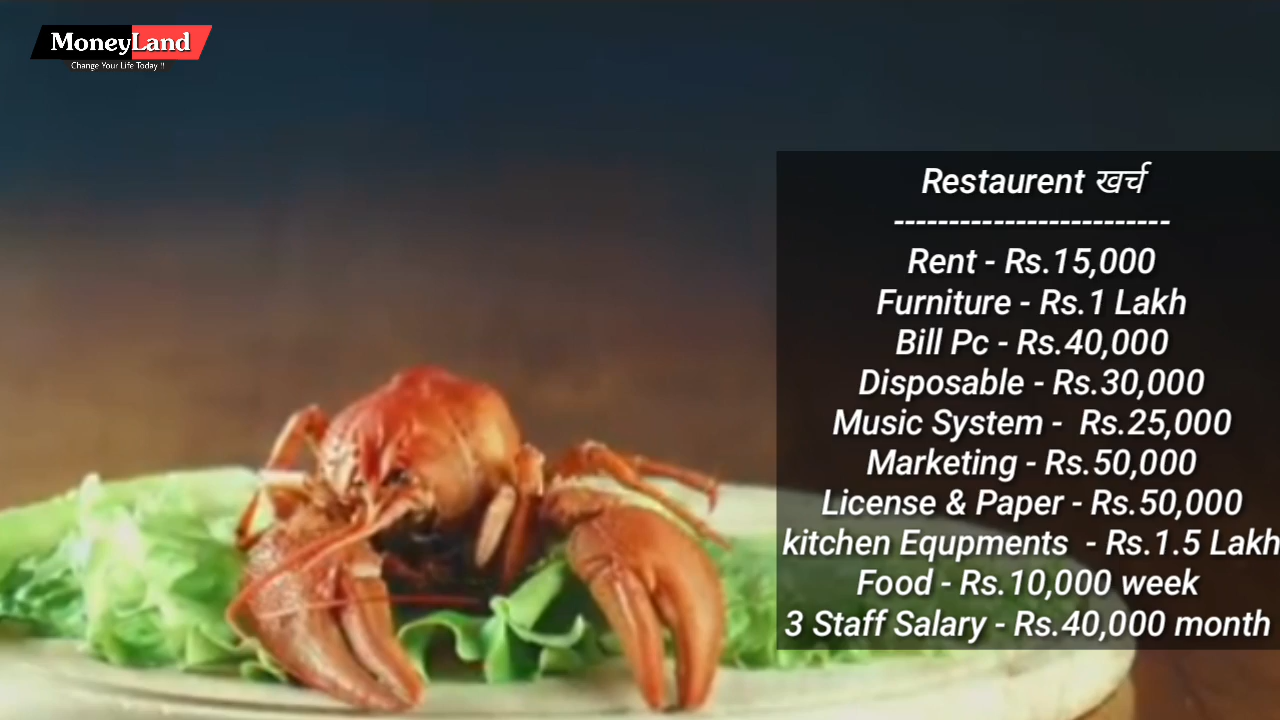 MoneyLand
Change Your Life Today !!
Restaurent खर्च
-------------------------
Rent - Rs.15,000
Furniture - Rs.1 Lakh
Bill Pc - Rs.40,000
Disposable - Rs.30,000
Music System -  Rs.25,000
Marketing - Rs.50,000
License & Paper - Rs.50,000
kitchen Equpments  - Rs.1.5 Lakh
Food - Rs.10,000 week
3 Staff Salary - Rs.40,000 month